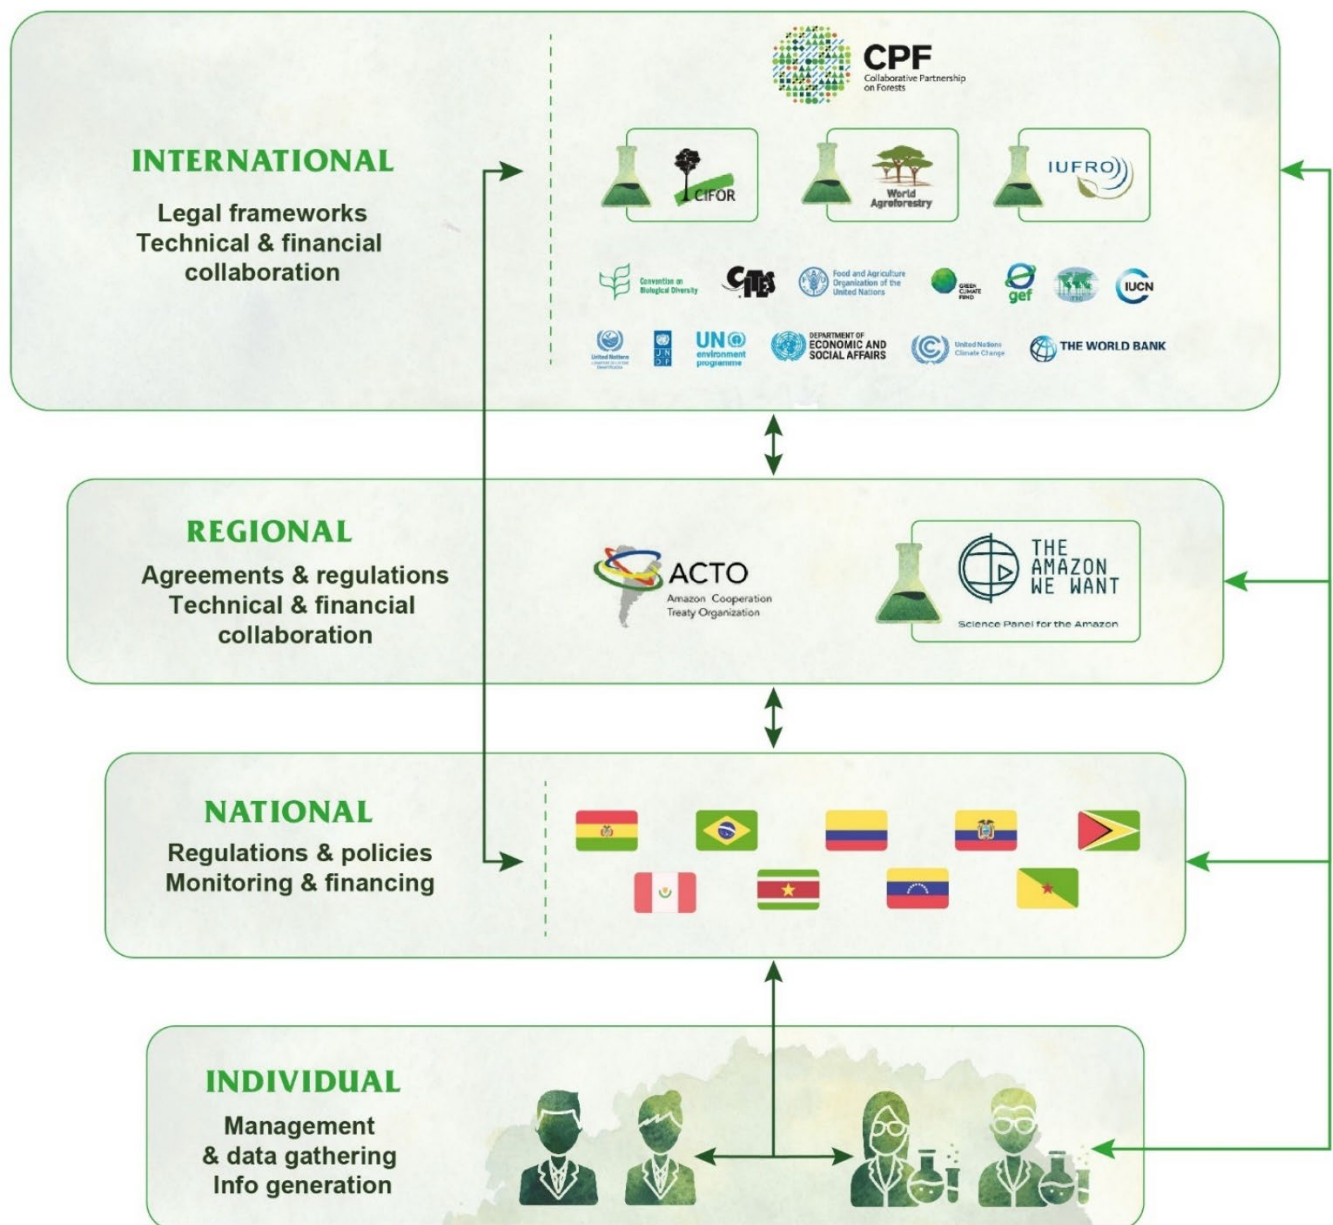 CPF
Collaborative Partnership
on Forests
INTERNATIONAL
Legal frameworks
Technical & financial
collaboration
CIFOR
World
Agroforestry
IUFRO
Convention on
Biological Diversity
CITES
Food and Agriculture
Organization of the
United Nations
GREEN
CLIMATE
FUND
gef
IUCN
United Nations
UN
DP
UN
environment
programme
DEPARTMENT OF
ECONOMIC AND
SOCIAL AFFAIRS
United Nations
Climate Change
THE WORLD BANK
REGIONAL
Agreements & regulations
Technical & financial
collaboration
ACTO
Amazon Cooperation
Treaty Organization
THE
AMAZON
WE WANT
Science Panel for the Amazon
NATIONAL
Regulations & policies
Monitoring & financing
INDIVIDUAL
Management
& data gathering
Info generation